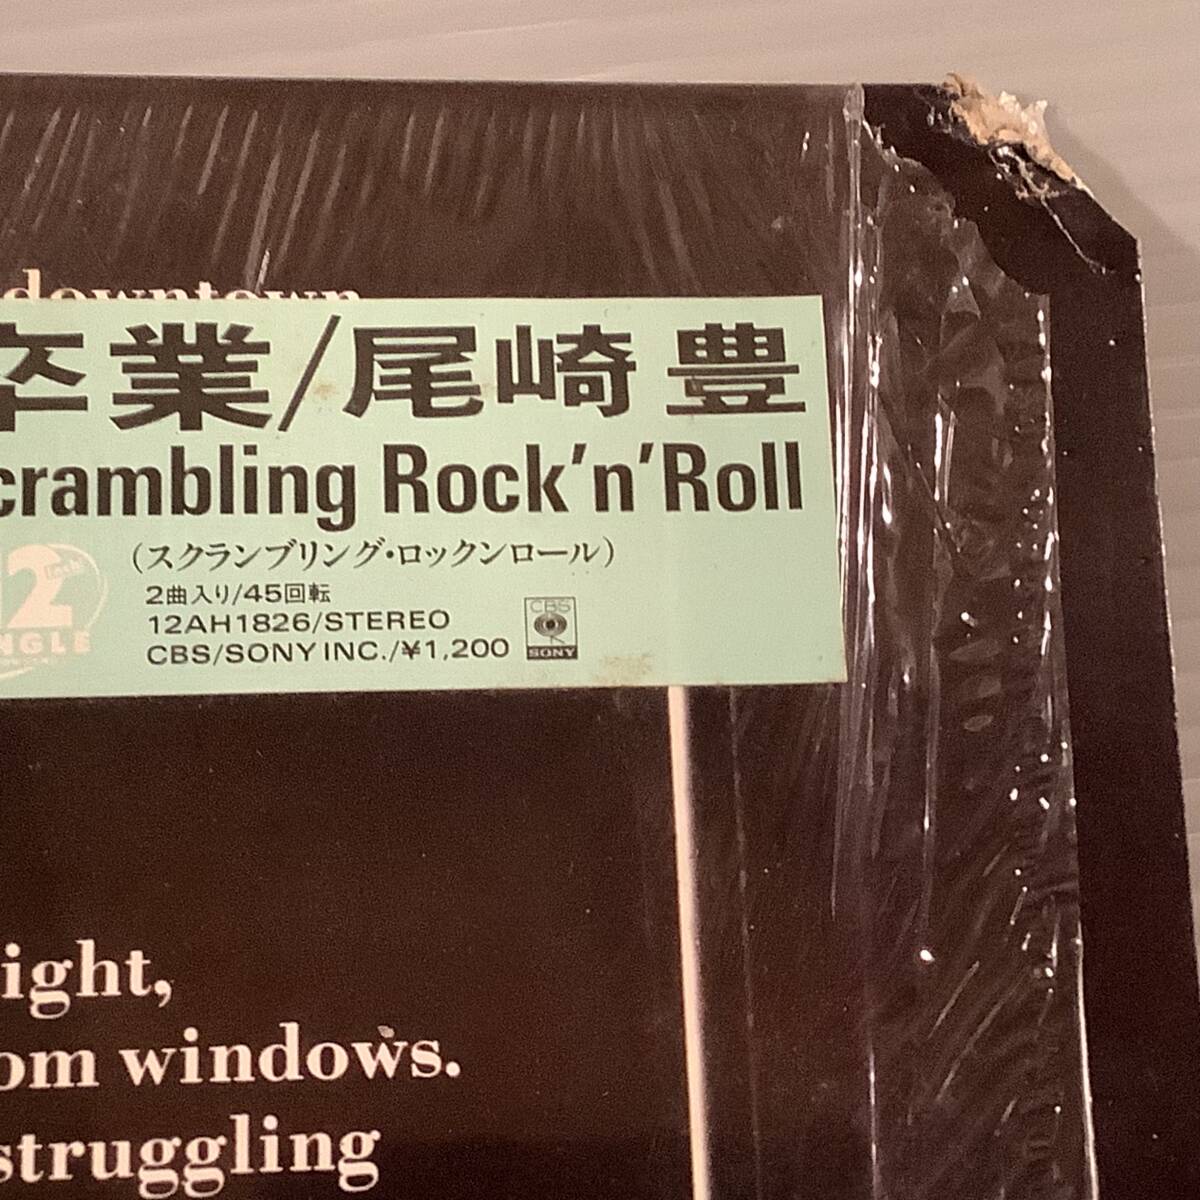 downtown
卒業/尾崎豊
crambling Rock'n'Roll
(スクランブリング・ロックンロール)
12 inch
NGLE
2曲入り/45回転
12AH1826/STEREO
CBS/SONY INC./¥1,200
CBS
SONY
ight,
om windows.
struggling